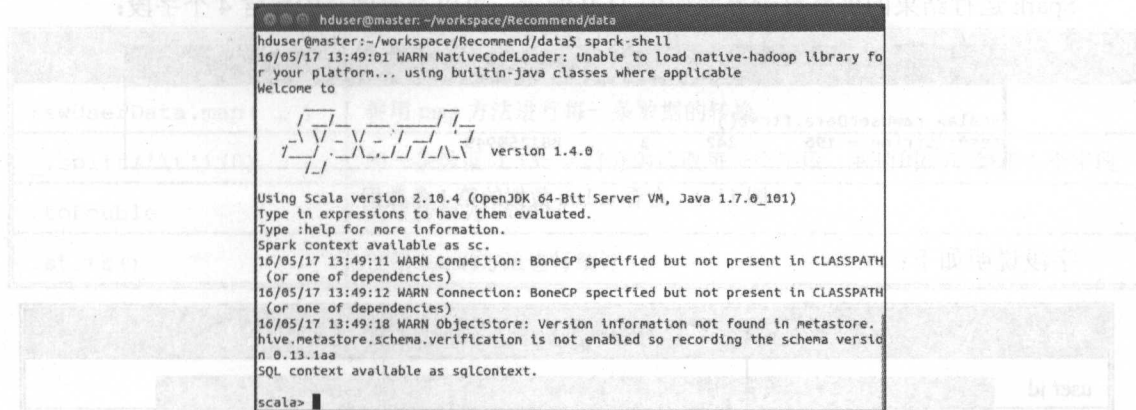 hduser@master: ~/workspace/Recommend/data
hduser@master:~/workspace/Recommend/data$ spark-shell
16/05/17 13:49:01 WARN NativeCodeLoader: Unable to load native-hadoop library fo
r your platform... using builtin-java classes where applicable
Welcome to
version 1.4.0
Using Scala version 2.10.4 (OpenJDK 64-Bit Server VM, Java 1.7.0_101)
Type in expressions to have them evaluated.
Type :help for more information.
Spark context available as sc.
16/05/17 13:49:11 WARN Connection: BoneCP specified but not present in CLASSPATH
(or one of dependencies)
16/05/17 13:49:12 WARN Connection: BoneCP specified but not present in CLASSPATH
(or one of dependencies)
16/05/17 13:49:18 WARN ObjectStore: Version information not found in metastore.
hive.metastore.schema.verification is not enabled so recording the schema versio
n 0.13.1aa
SQL context available as sqlContext.
scala>